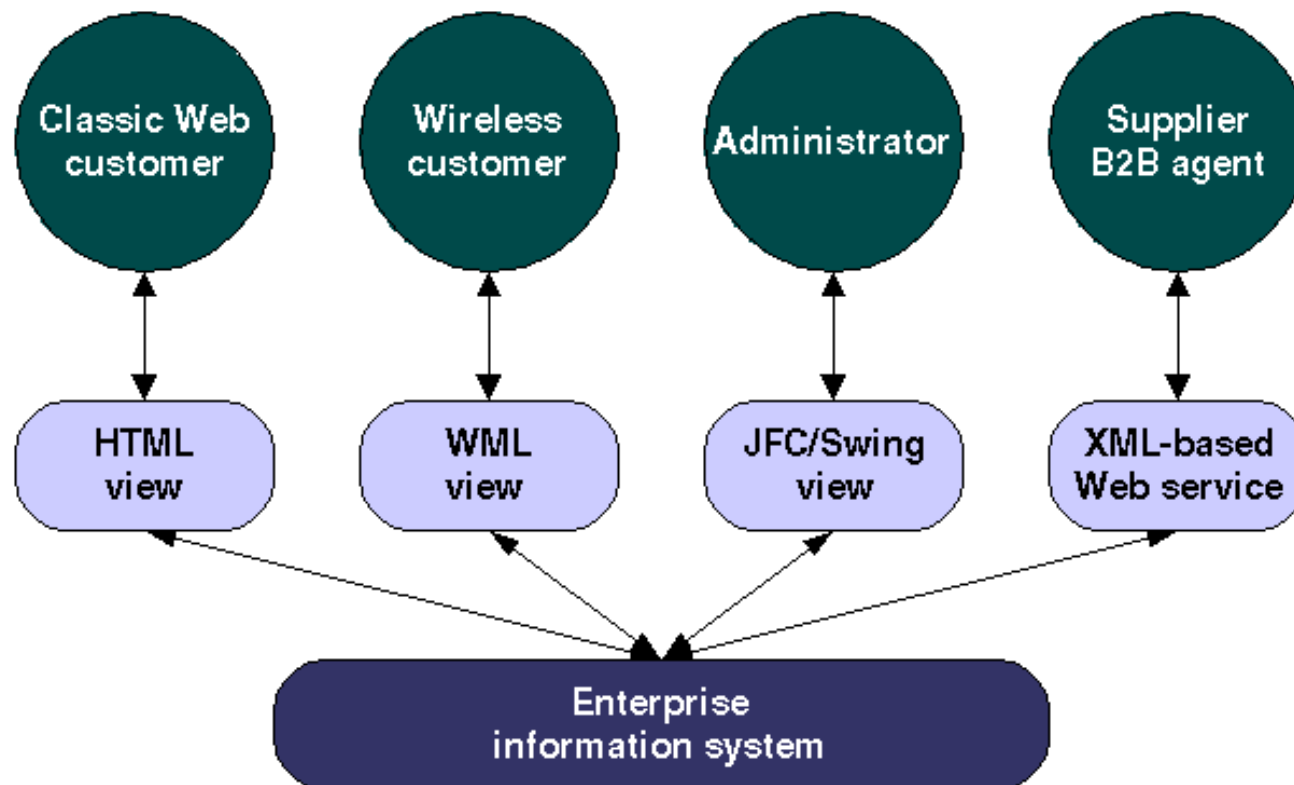 Classic Web
customer
Wireless
customer
Administrator
Supplier
B2B agent
HTML
view
WML
view
JFC/Swing
view
XML-based
Web service
Enterprise
information system